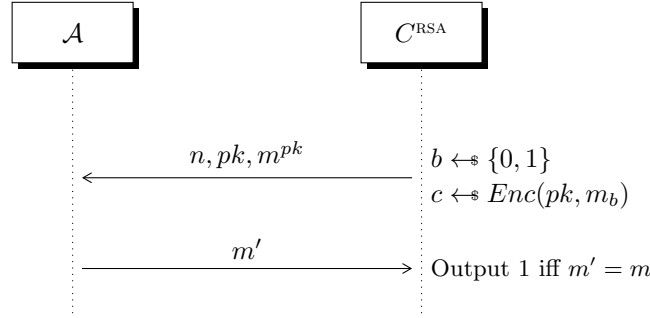 𝒜
C^RSA
n, pk, m^pk
b ←$ {0, 1}
c ←$ Enc(pk, m_b)
m′
Output 1 iff m′ = m